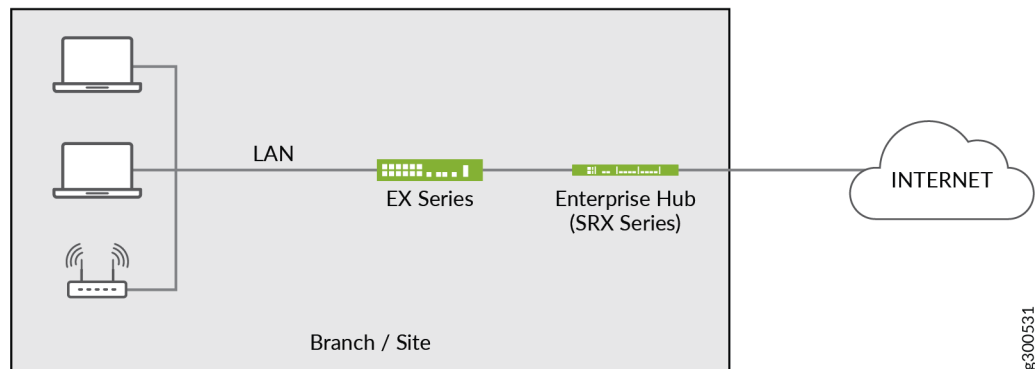 LAN
EX Series
Enterprise Hub
(SRX Series)
INTERNET
Branch / Site
g300531